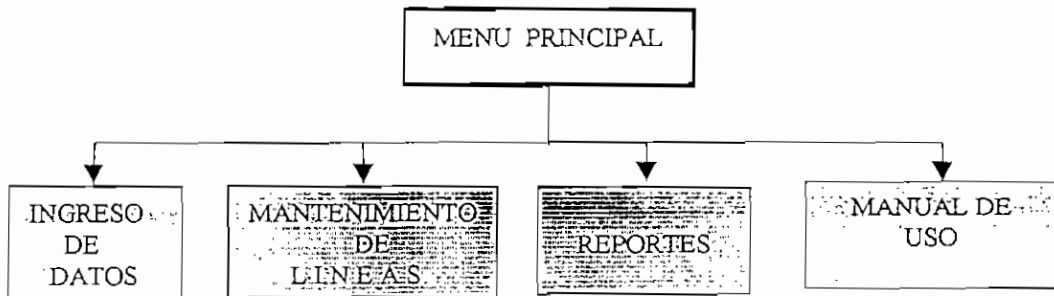 MENU PRINCIPAL
INGRESO
DE
DATOS
MANTENIMIENTO
DE
LINEAS
REPORTES
MANUAL DE
USO